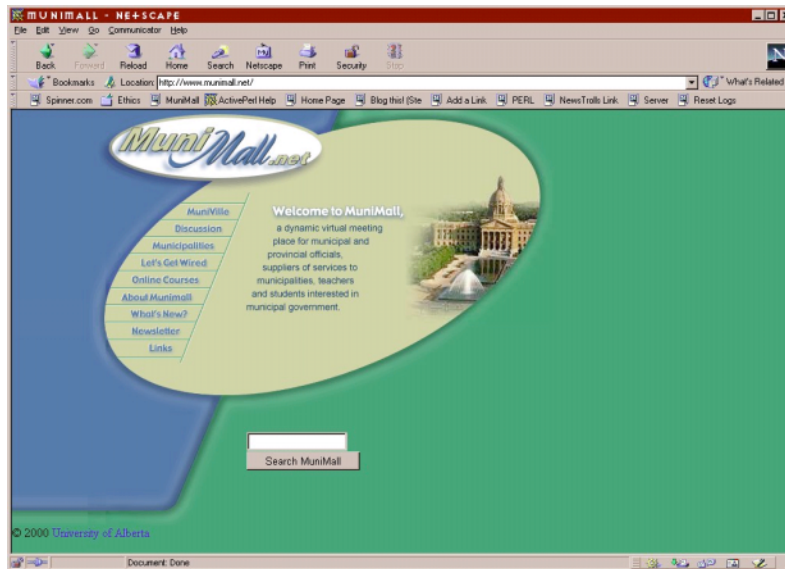 MUNIMALL - NETSCAPE
File Edit View Go Communicator Help
Back Forward Reload Home Search Netscape Print Security Stop
Bookmarks Location: http://www.munimall.net/ What's Related
Spinner.com Ethics MuniMall ActivePerl Help Home Page Blog this! (Ste Add a Link PERL NewsTrolls Link Server Reset Logs
MuniMall.net
MuniVille
Discussion
Municipalities
Let's Get Wired
Online Courses
About Munimall
What's New?
Newsletter
Links
Welcome to MuniMall,
a dynamic virtual meeting
place for municipal and
provincial officials,
suppliers of services to
municipalities, teachers
and students interested in
municipal government.
Search MuniMall
© 2000 University of Alberta
Document: Done